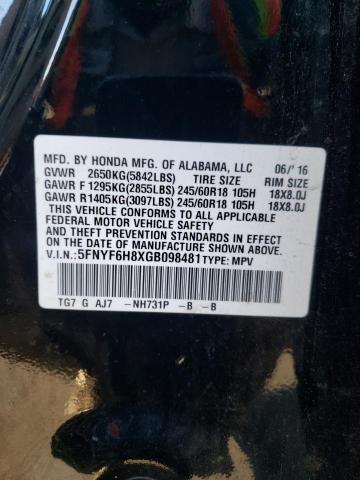 MFD. BY HONDA MFG. OF ALABAMA, LLC 06/'16
GVWR 2650KG(5842LBS) TIRE SIZE RIM SIZE
GAWR F 1295KG(2855LBS) 245/60R18 105H 18X8.0J
GAWR R 1405KG(3097LBS) 245/60R18 105H 18X8.0J
THIS VEHICLE CONFORMS TO ALL APPLICABLE
FEDERAL MOTOR VEHICLE SAFETY STANDARDS IN
EFFECT ON THE DATE OF MANUFACTURE SHOWN ABOVE.
V.I.N.:5FNYF6H8XGB098481 TYPE: MPV
TG7 G AJ7 -NH731P -B -B